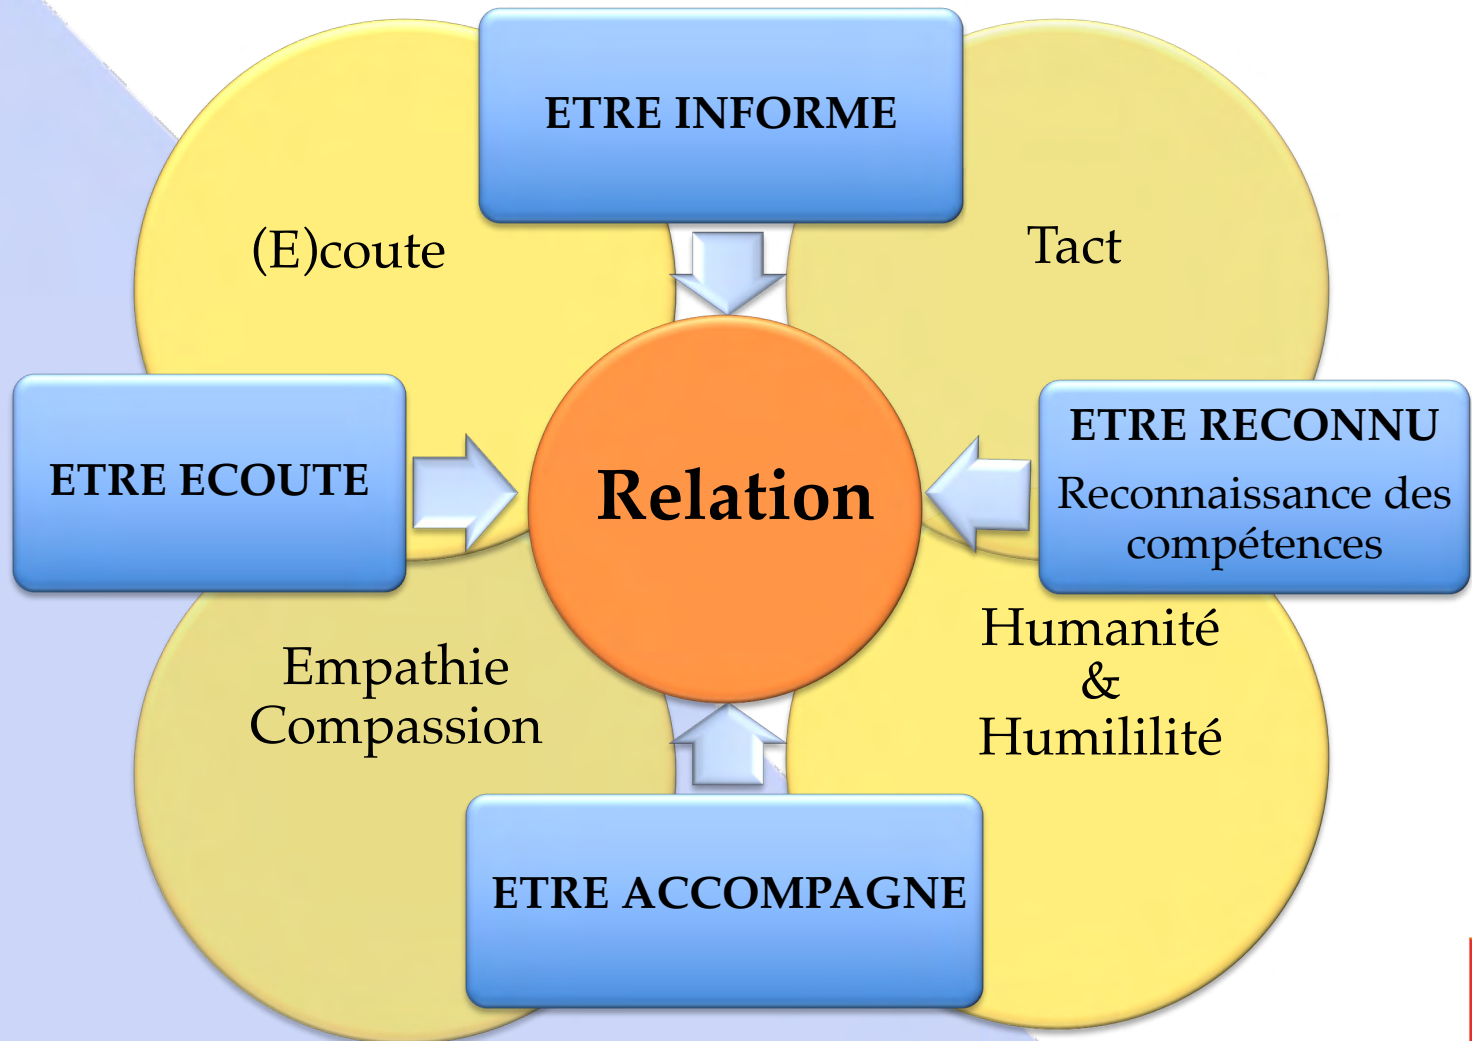 ETRE INFORME
(E)coute
Tact
ETRE ECOUTE
Relation
ETRE RECONNU
Reconnaissance des
compétences
Empathie
Compassion
Humanité
&
Humililité
ETRE ACCOMPAGNE